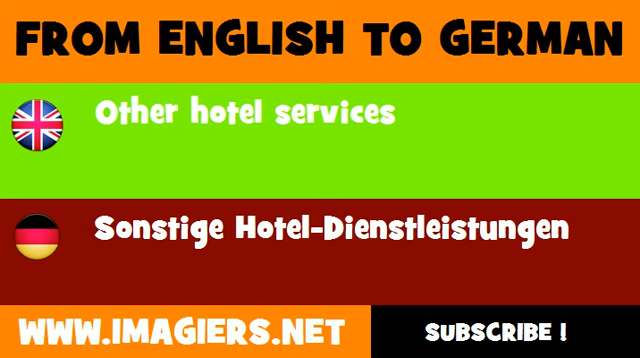 FROM ENGLISH TO GERMAN
Other hotel services
Sonstige Hotel-Dienstleistungen
WWW.IMAGIERS.NET
SUBSCRIBE !